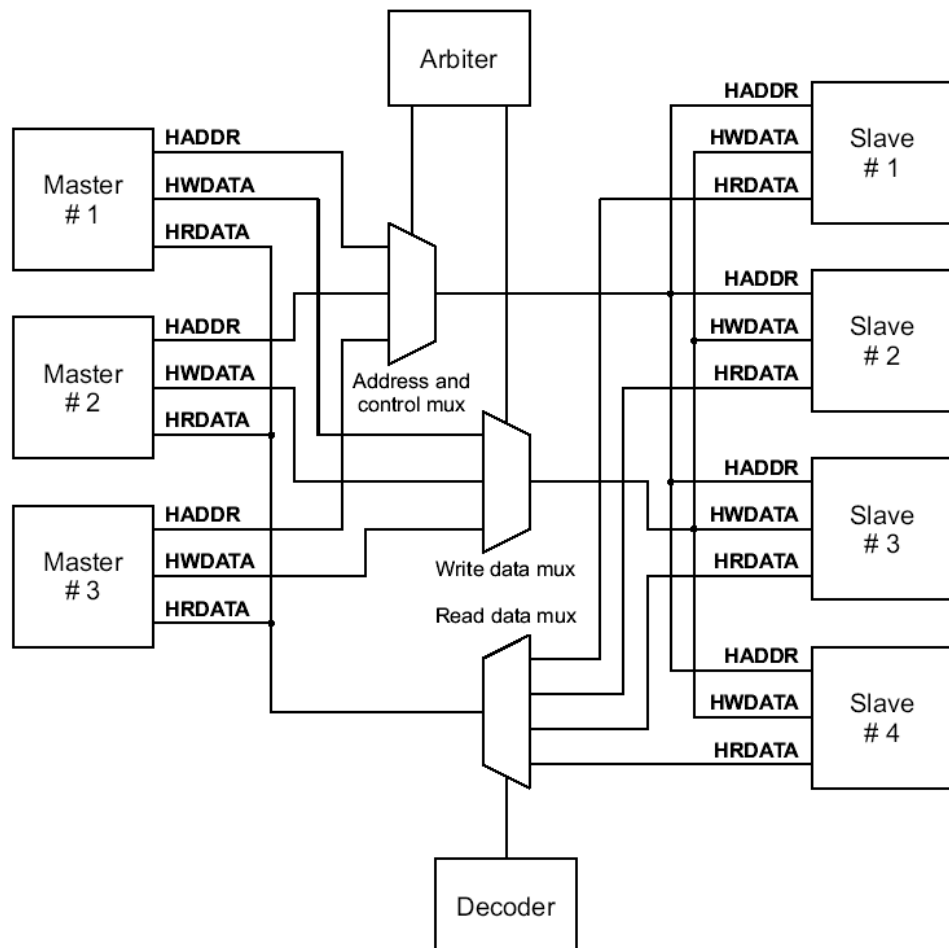 Arbiter
Master
# 1
HADDR
HWDATA
HRDATA
Master
# 2
HADDR
HWDATA
HRDATA
Master
# 3
HADDR
HWDATA
HRDATA
Address and
control mux
Write data mux
Read data mux
HADDR
HWDATA
HRDATA
Slave
# 1
HADDR
HWDATA
HRDATA
Slave
# 2
HADDR
HWDATA
HRDATA
Slave
# 3
HADDR
HWDATA
HRDATA
Slave
# 4
Decoder